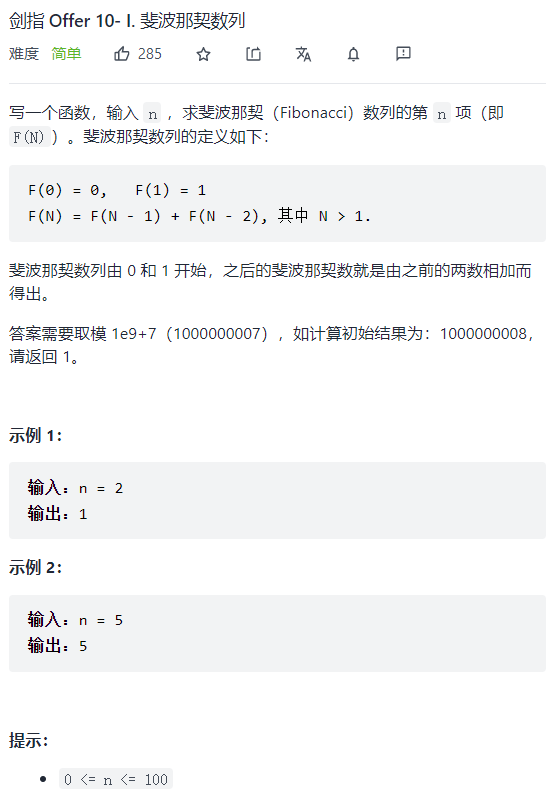 剑指 Offer 10- I. 斐波那契数列
难度 简单 285
写一个函数，输入 n ，求斐波那契（Fibonacci）数列的第 n 项（即
F(N)）。斐波那契数列的定义如下：
F(0) = 0,   F(1) = 1
F(N) = F(N - 1) + F(N - 2), 其中 N > 1.
斐波那契数列由 0 和 1 开始，之后的斐波那契数就是由之前的两数相加而
得出。
答案需要取模 1e9+7（1000000007），如计算初始结果为：1000000008，
请返回 1。
示例 1：
输入：n = 2
输出：1
示例 2：
输入：n = 5
输出：5
提示：
• 0 <= n <= 100